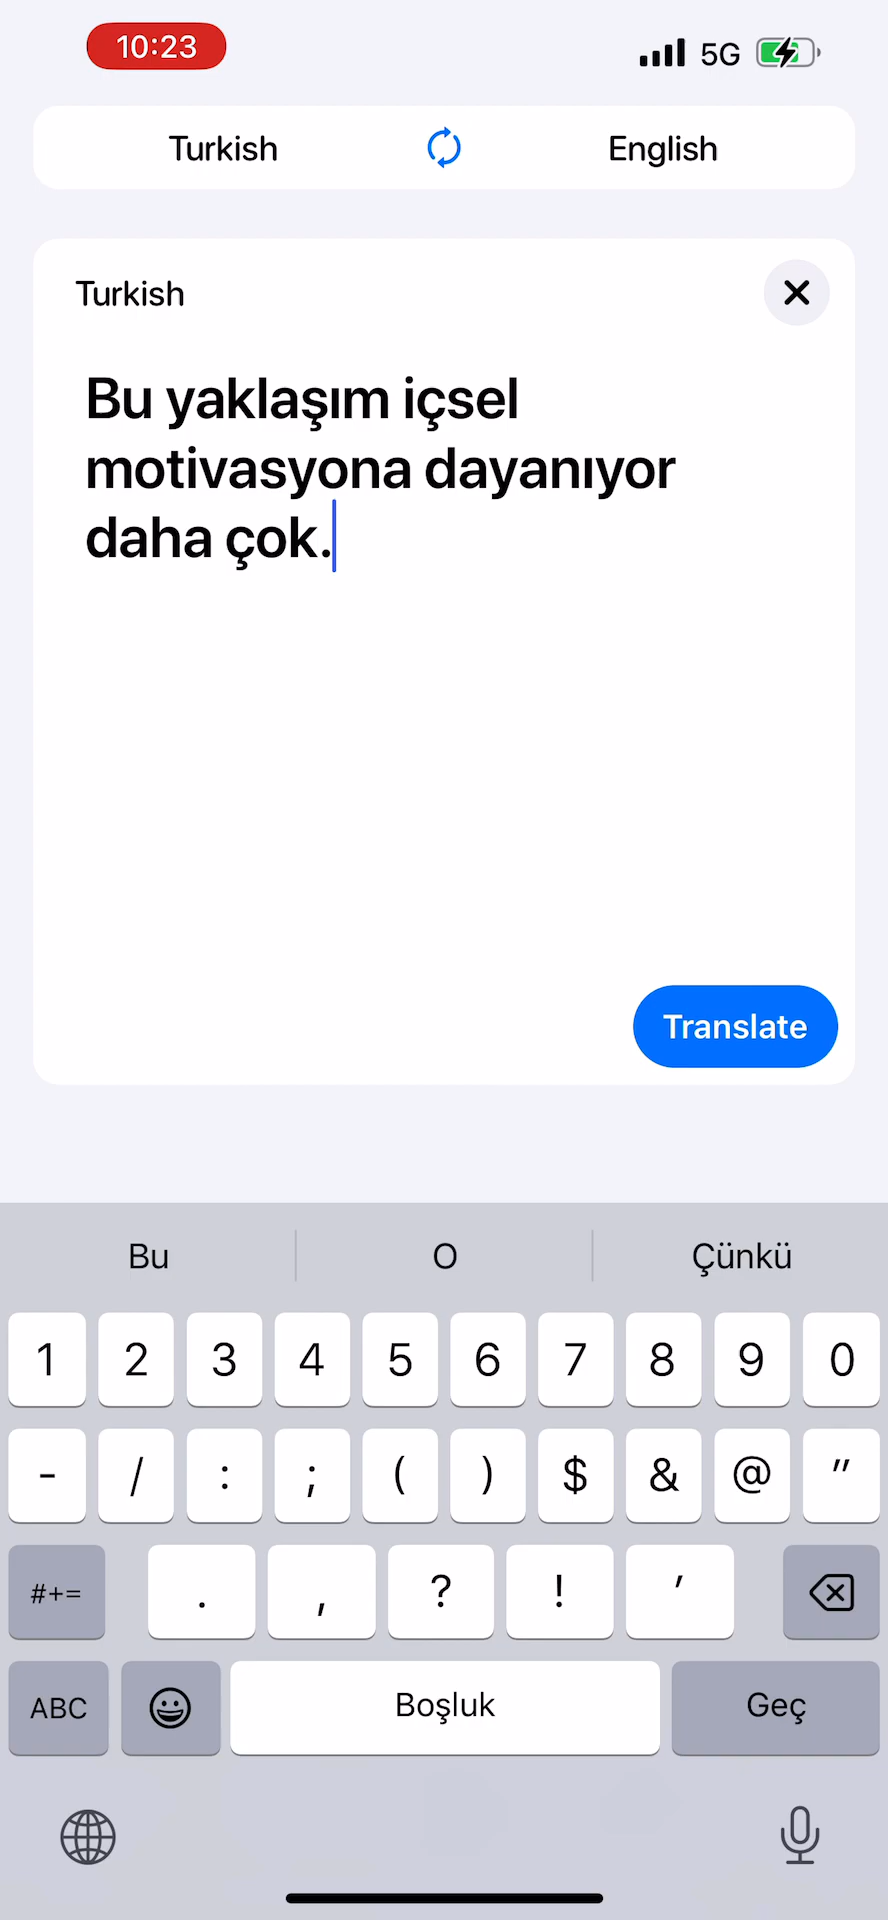 10:23 5G
Turkish English
Turkish
Bu yaklaşım içsel
motivasyona dayanıyor
daha çok.
Translate
Bu O Çünkü
1 2 3 4 5 6 7 8 9 0
- / : ; ( ) $ & @ "
#+= . , ? ! '
ABC Boşluk Geç